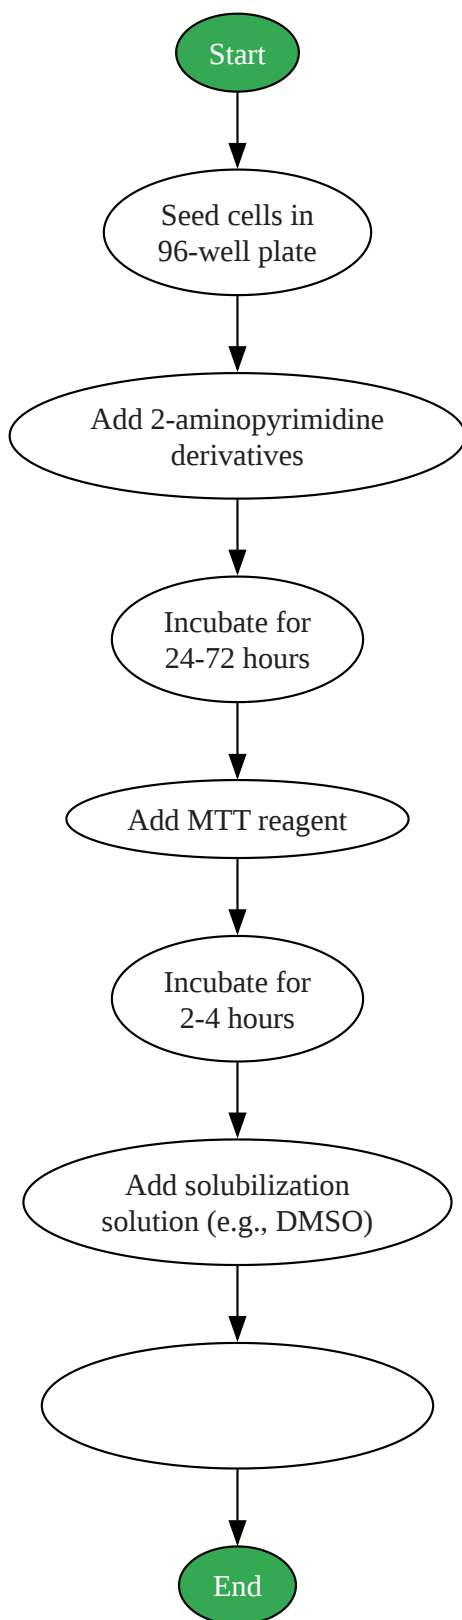 Start
Seed cells in
96-well plate
Add 2-aminopyrimidine
derivatives
Incubate for
24-72 hours
Add MTT reagent
Incubate for
2-4 hours
Add solubilization
solution (e.g., DMSO)
End